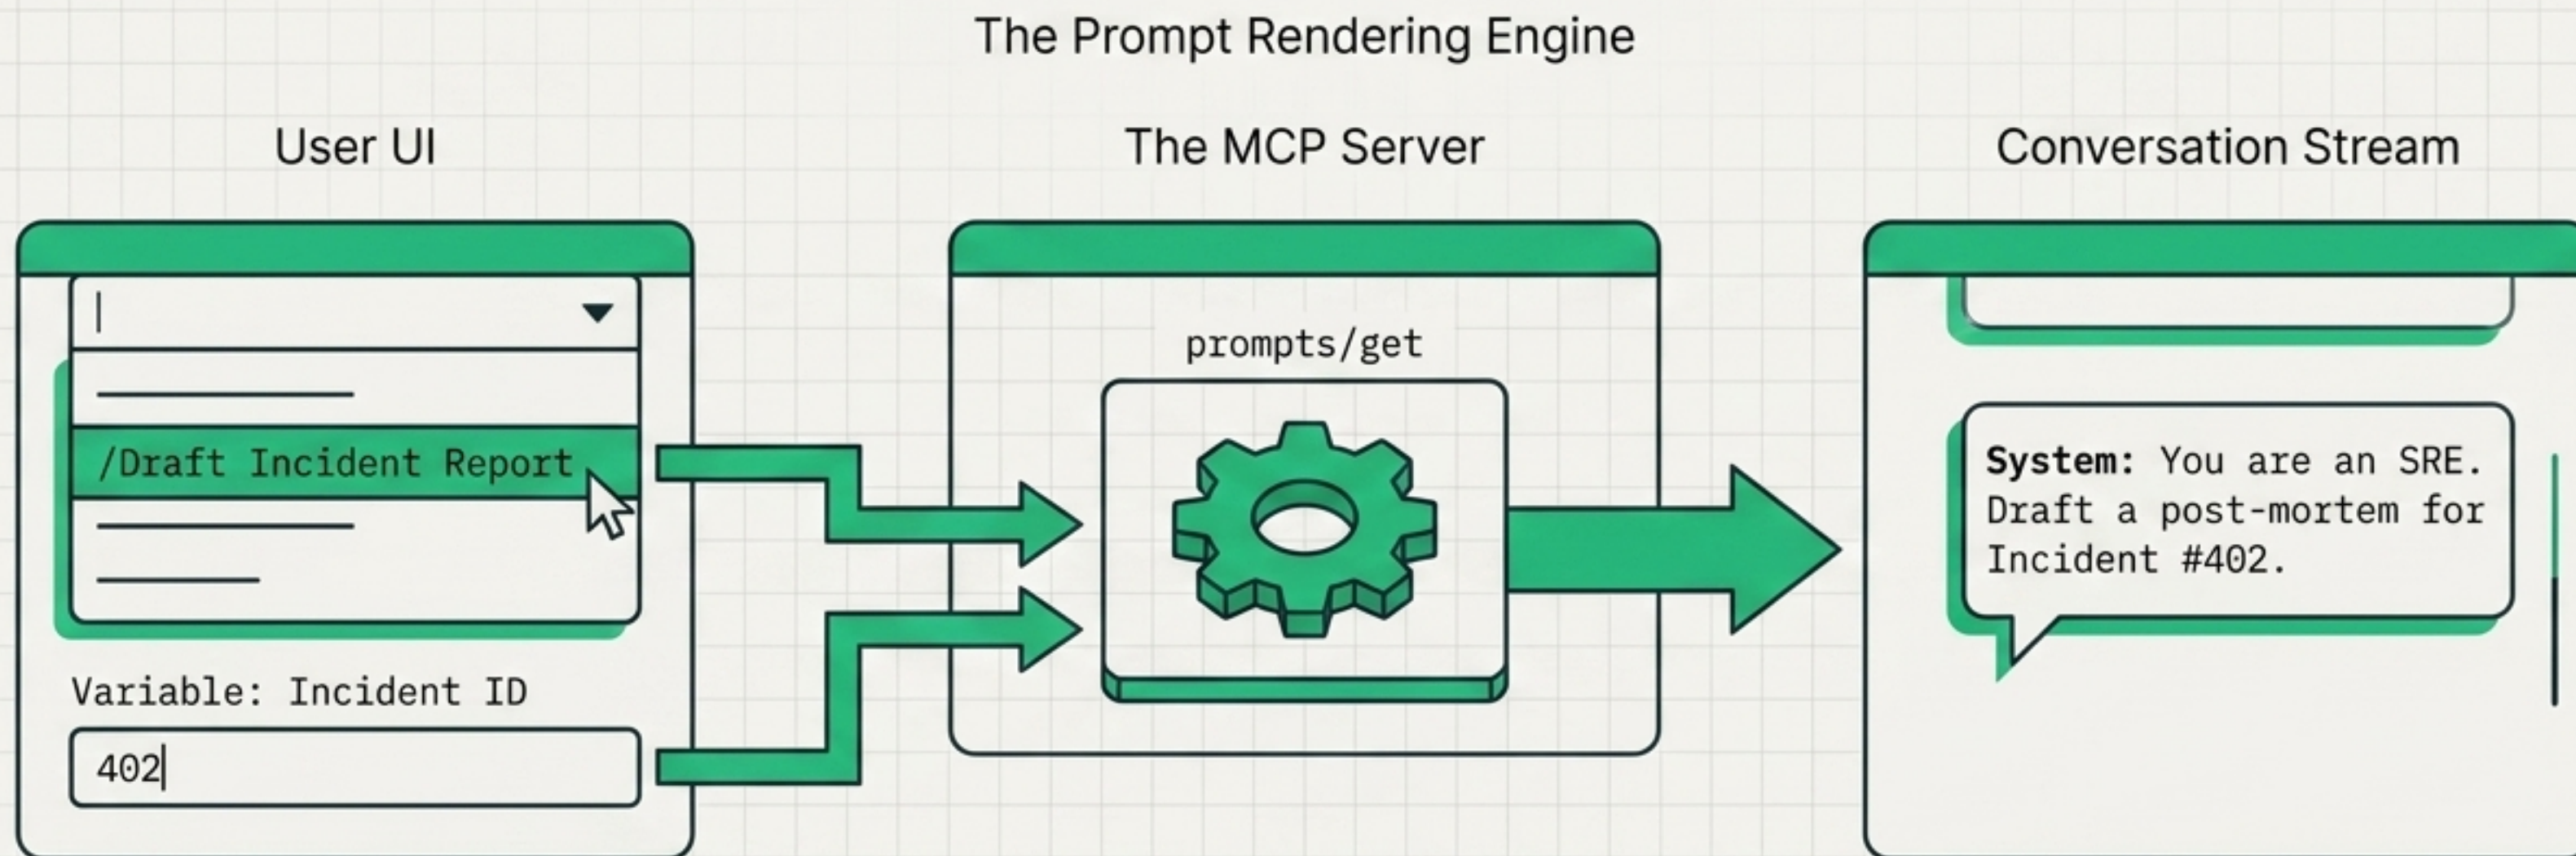 The Prompt Rendering Engine
User UI
/Draft Incident Report
Variable: Incident ID
402
The MCP Server
prompts/get
Conversation Stream
System: You are an SRE.
Draft a post-mortem for
Incident #402.